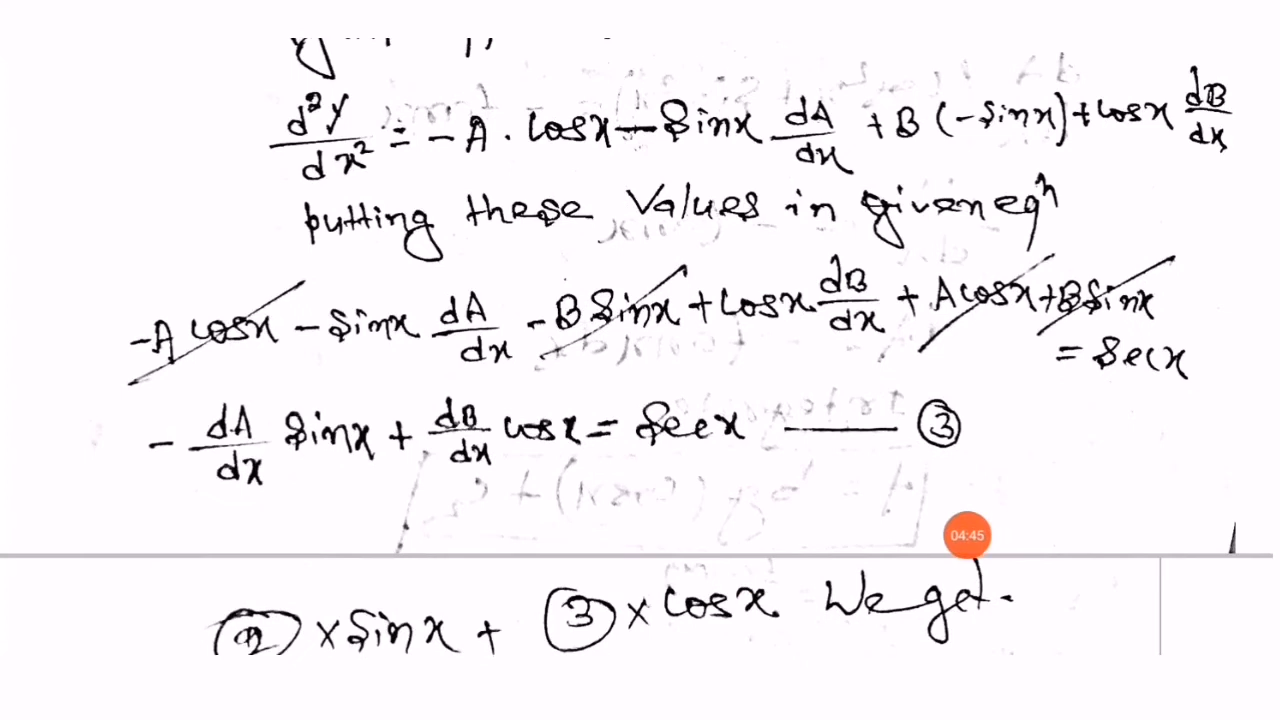 d²y/dx² = -A . cosx - sinx dA/dx + B (-sinx) + cosx dB/dx
putting these values in given eqⁿ
-A cosx - sinx dA/dx - B sinx + cosx dB/dx + A cosx + B sinx
= secx
- dA/dx sinx + dB/dx cosx = secx —— ③
04:45
② × sinx + ③ × cosx We get.